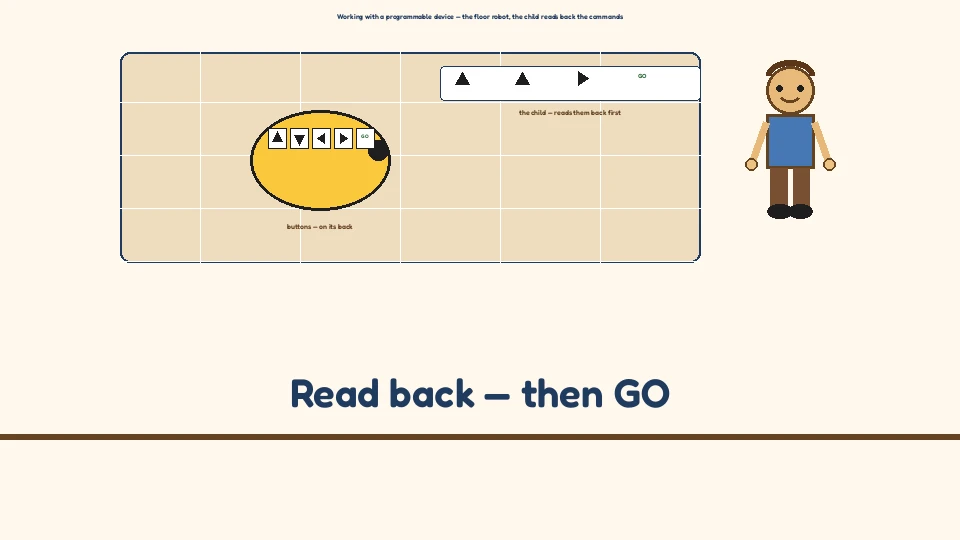 Working with a programmable device — the floor robot, the child reads back the commands
GO
the child — reads them back first
GO
buttons — on its back
Read back — then GO